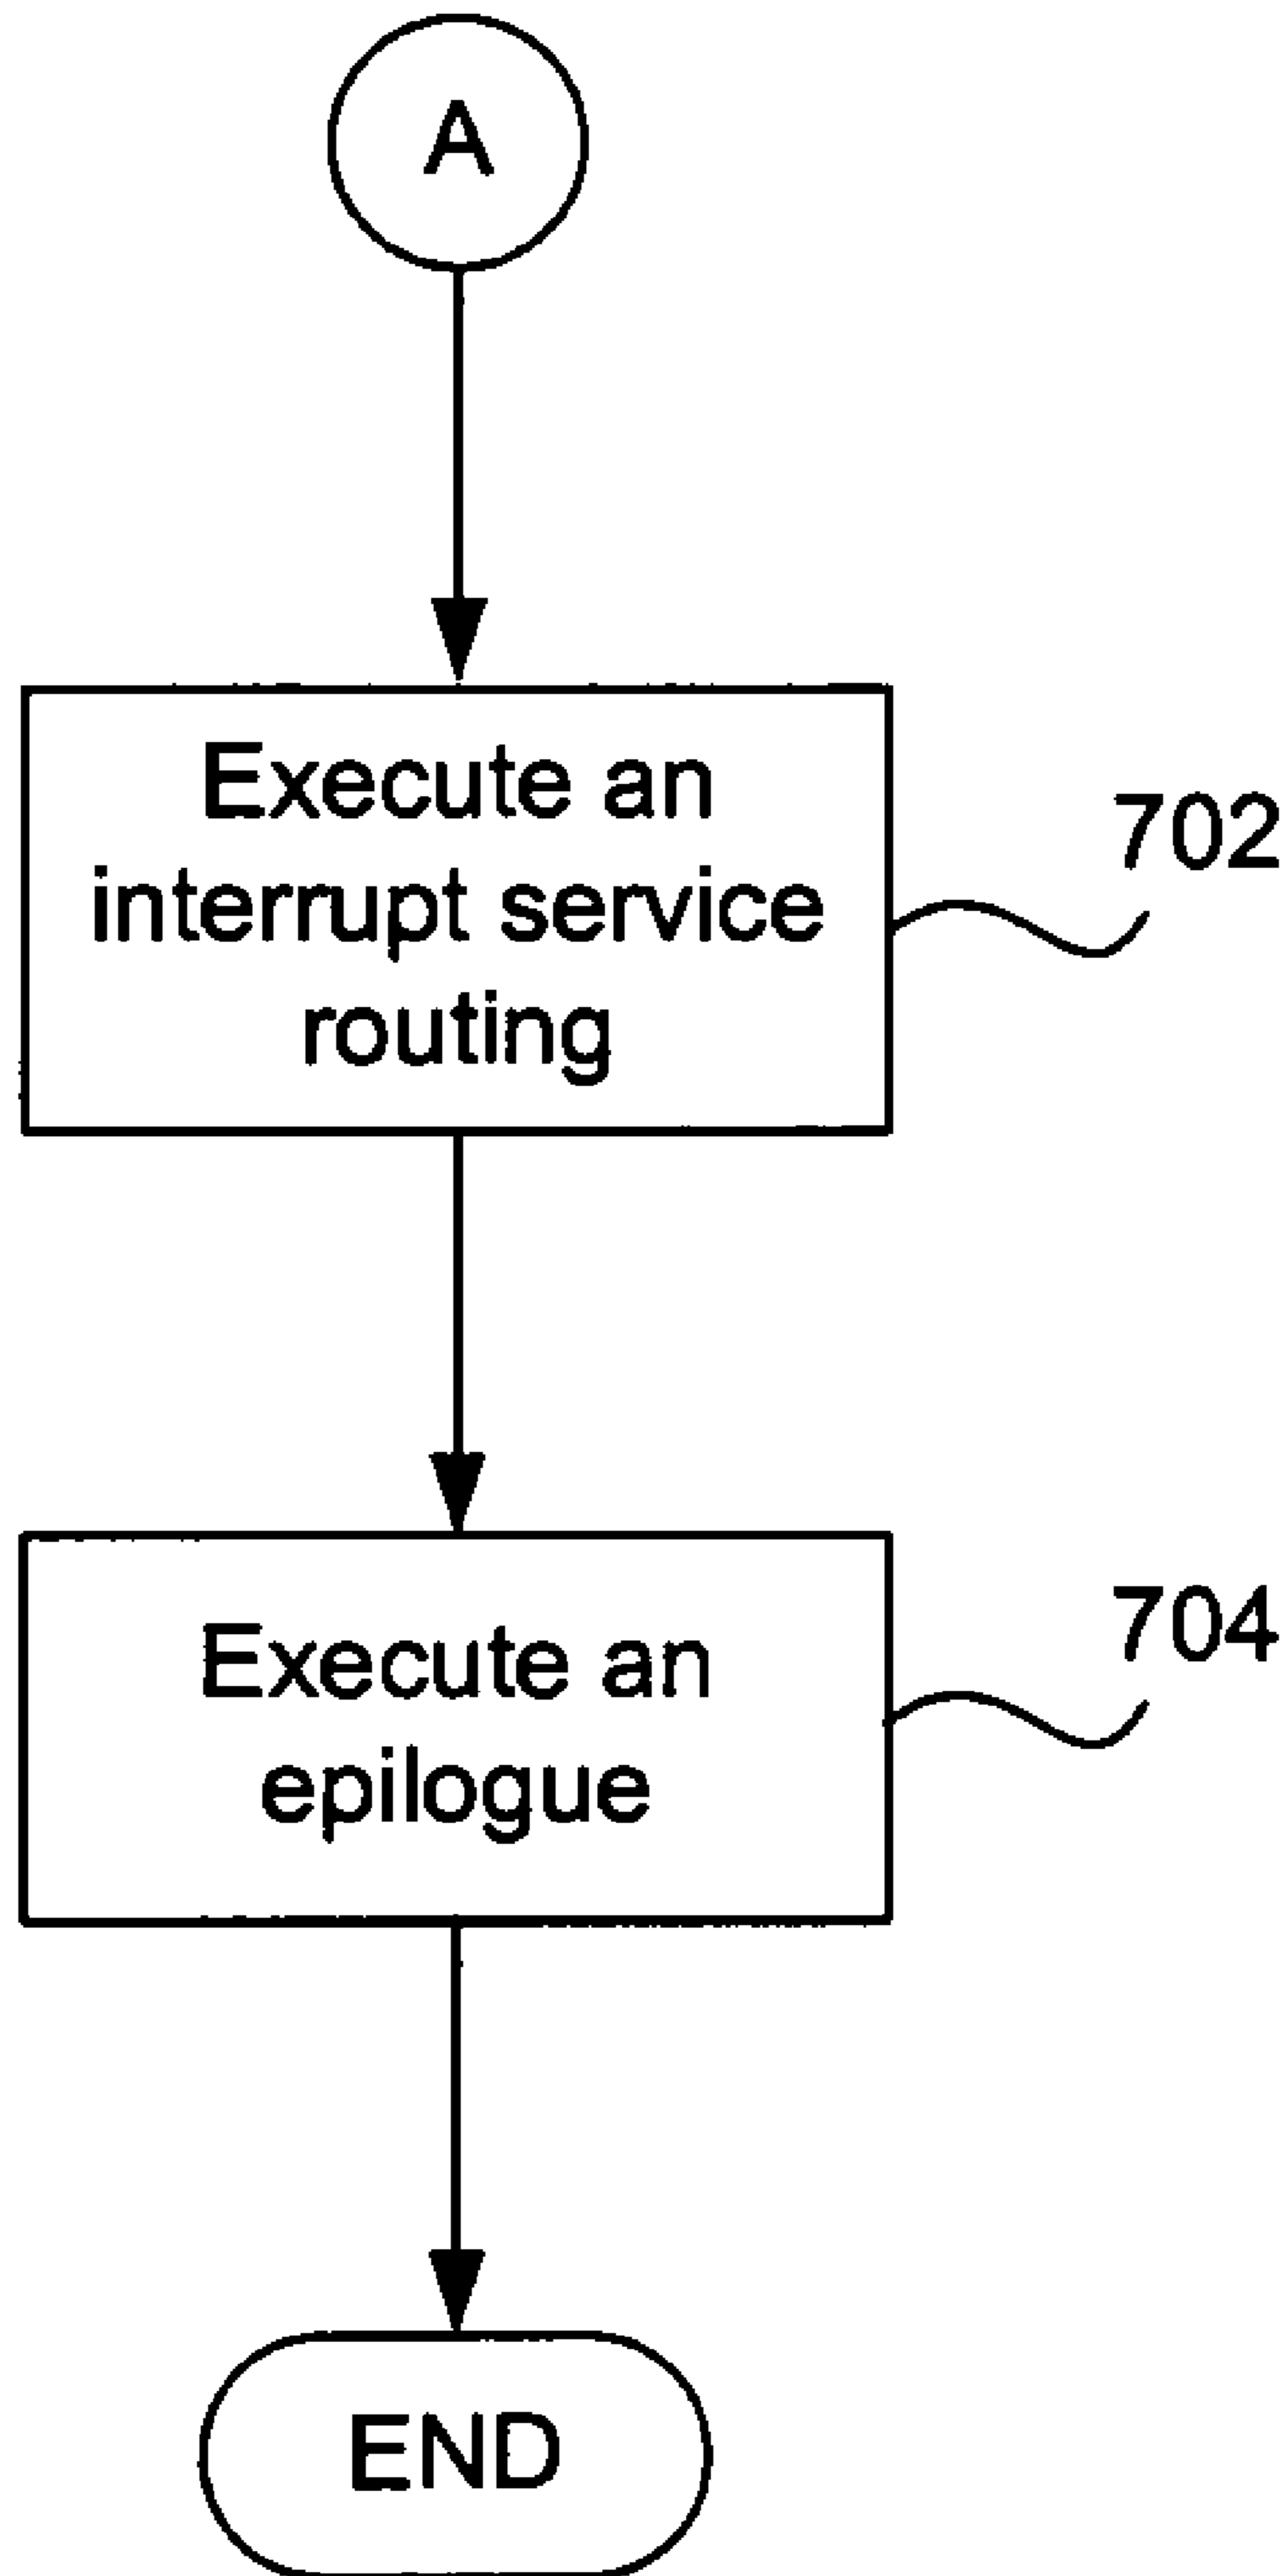 A
Execute an
interrupt service
routing
702
Execute an
epilogue
704
END